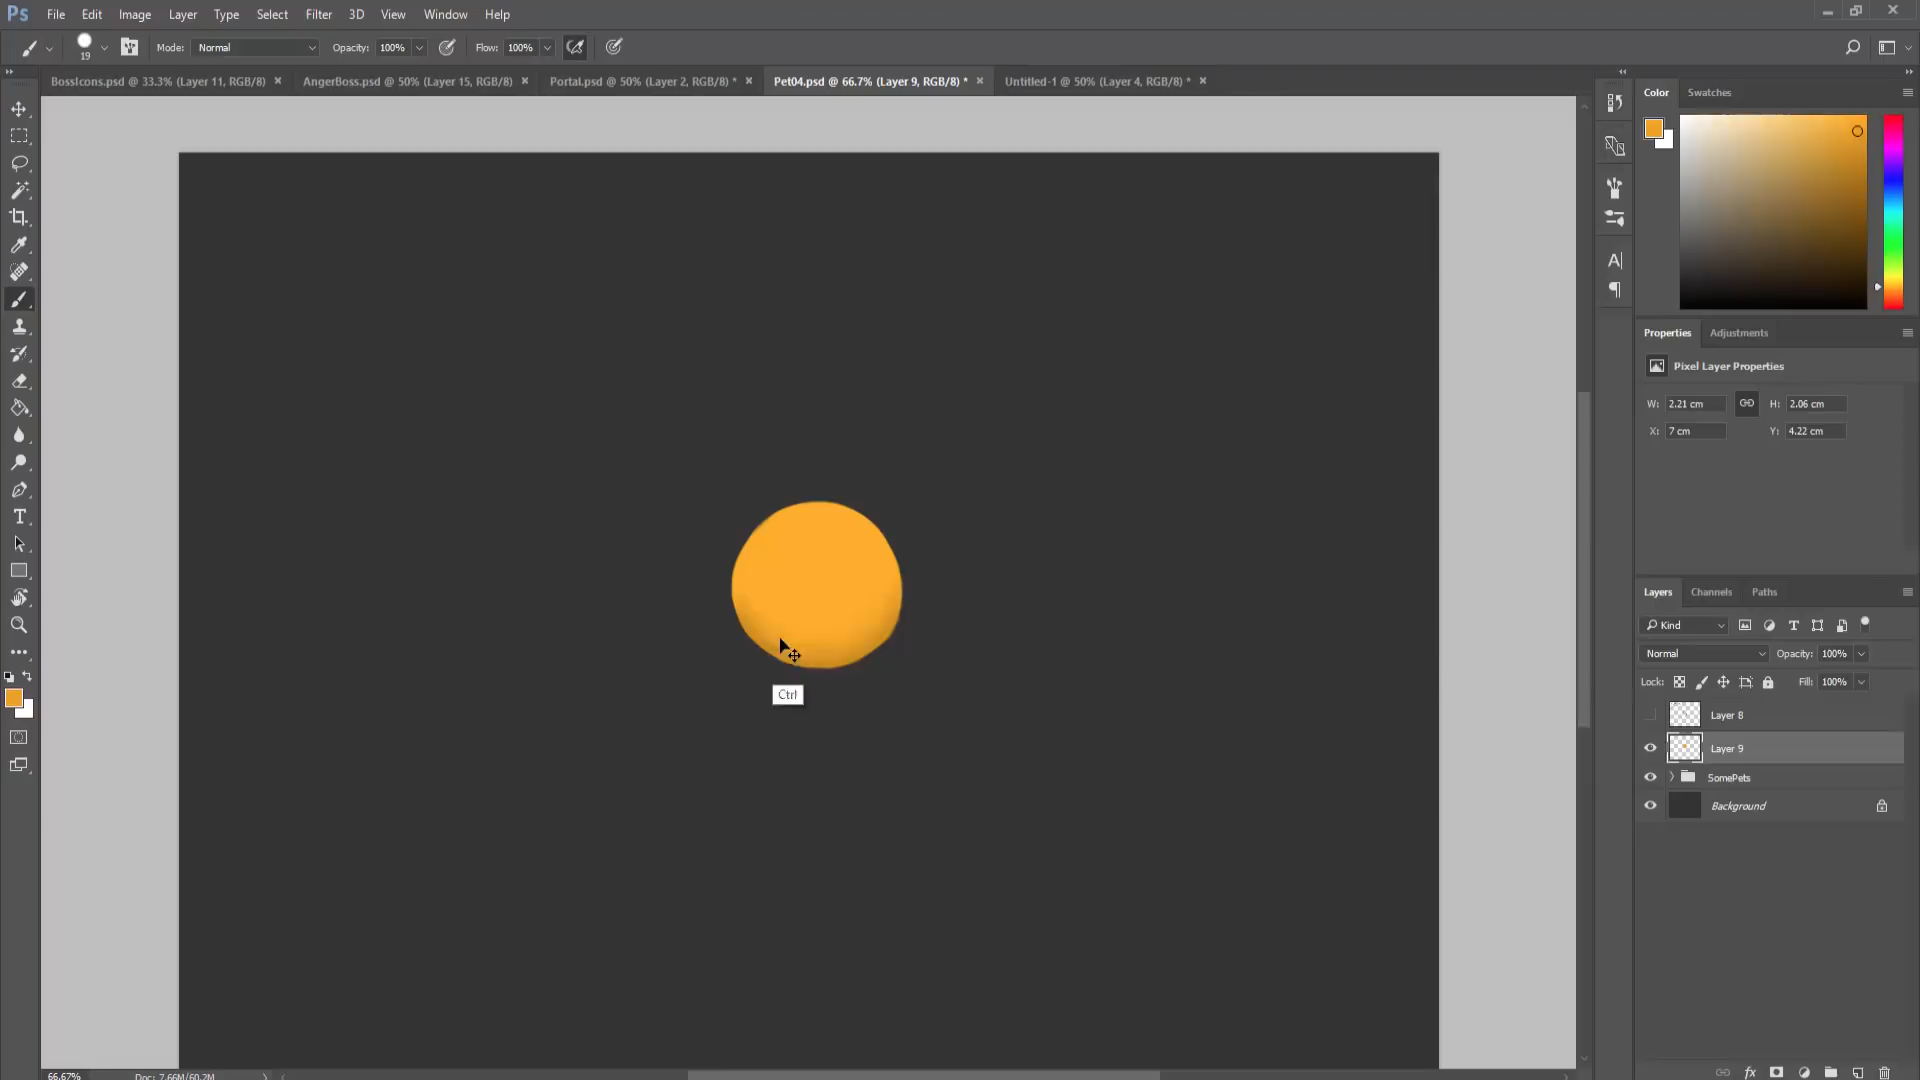 Ps File Edit Image Layer Type Select Filter 3D View Window Help
19 Mode: Normal Opacity: 100% Flow: 100%
BossIcons.psd @ 33.3% (Layer 11, RGB/8) × AngerBoss.psd @ 50% (Layer 15, RGB/8) × Portal.psd @ 50% (Layer 2, RGB/8) * × Pet04.psd @ 66.7% (Layer 9, RGB/8) * × Untitled-1 @ 50% (Layer 4, RGB/8) * ×
Color Swatches
Properties Adjustments
Pixel Layer Properties
W: 2.21 cm H: 2.06 cm
X: 7 cm Y: 4.22 cm
Layers Channels Paths
Kind
Normal Opacity: 100%
Lock: Fill: 100%
Ctrl
Layer 8
Layer 9
SomePets
Background
fx
66.67% Doc: 7.66M/60.2M